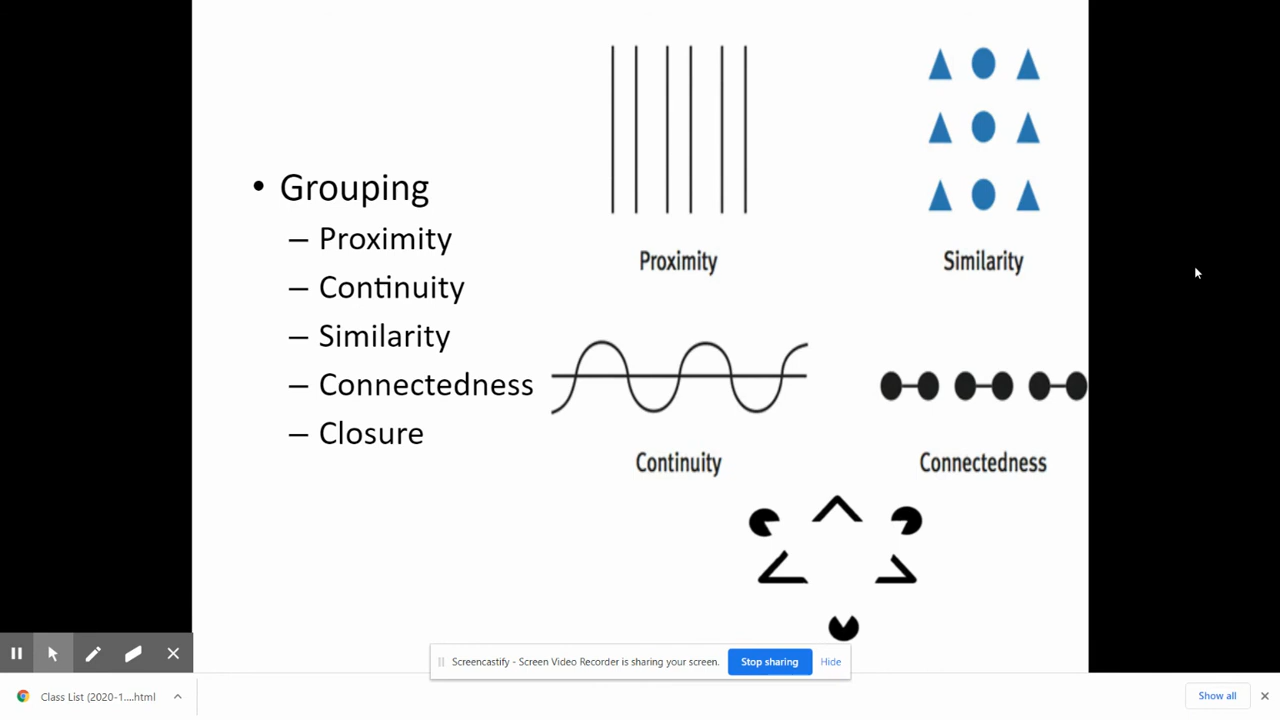 • Grouping
– Proximity
– Continuity
– Similarity
– Connectedness
– Closure
Proximity
Similarity
Continuity
Connectedness
Screencastify - Screen Video Recorder is sharing your screen.
Stop sharing
Hide
Class List (2020-1....html
Show all